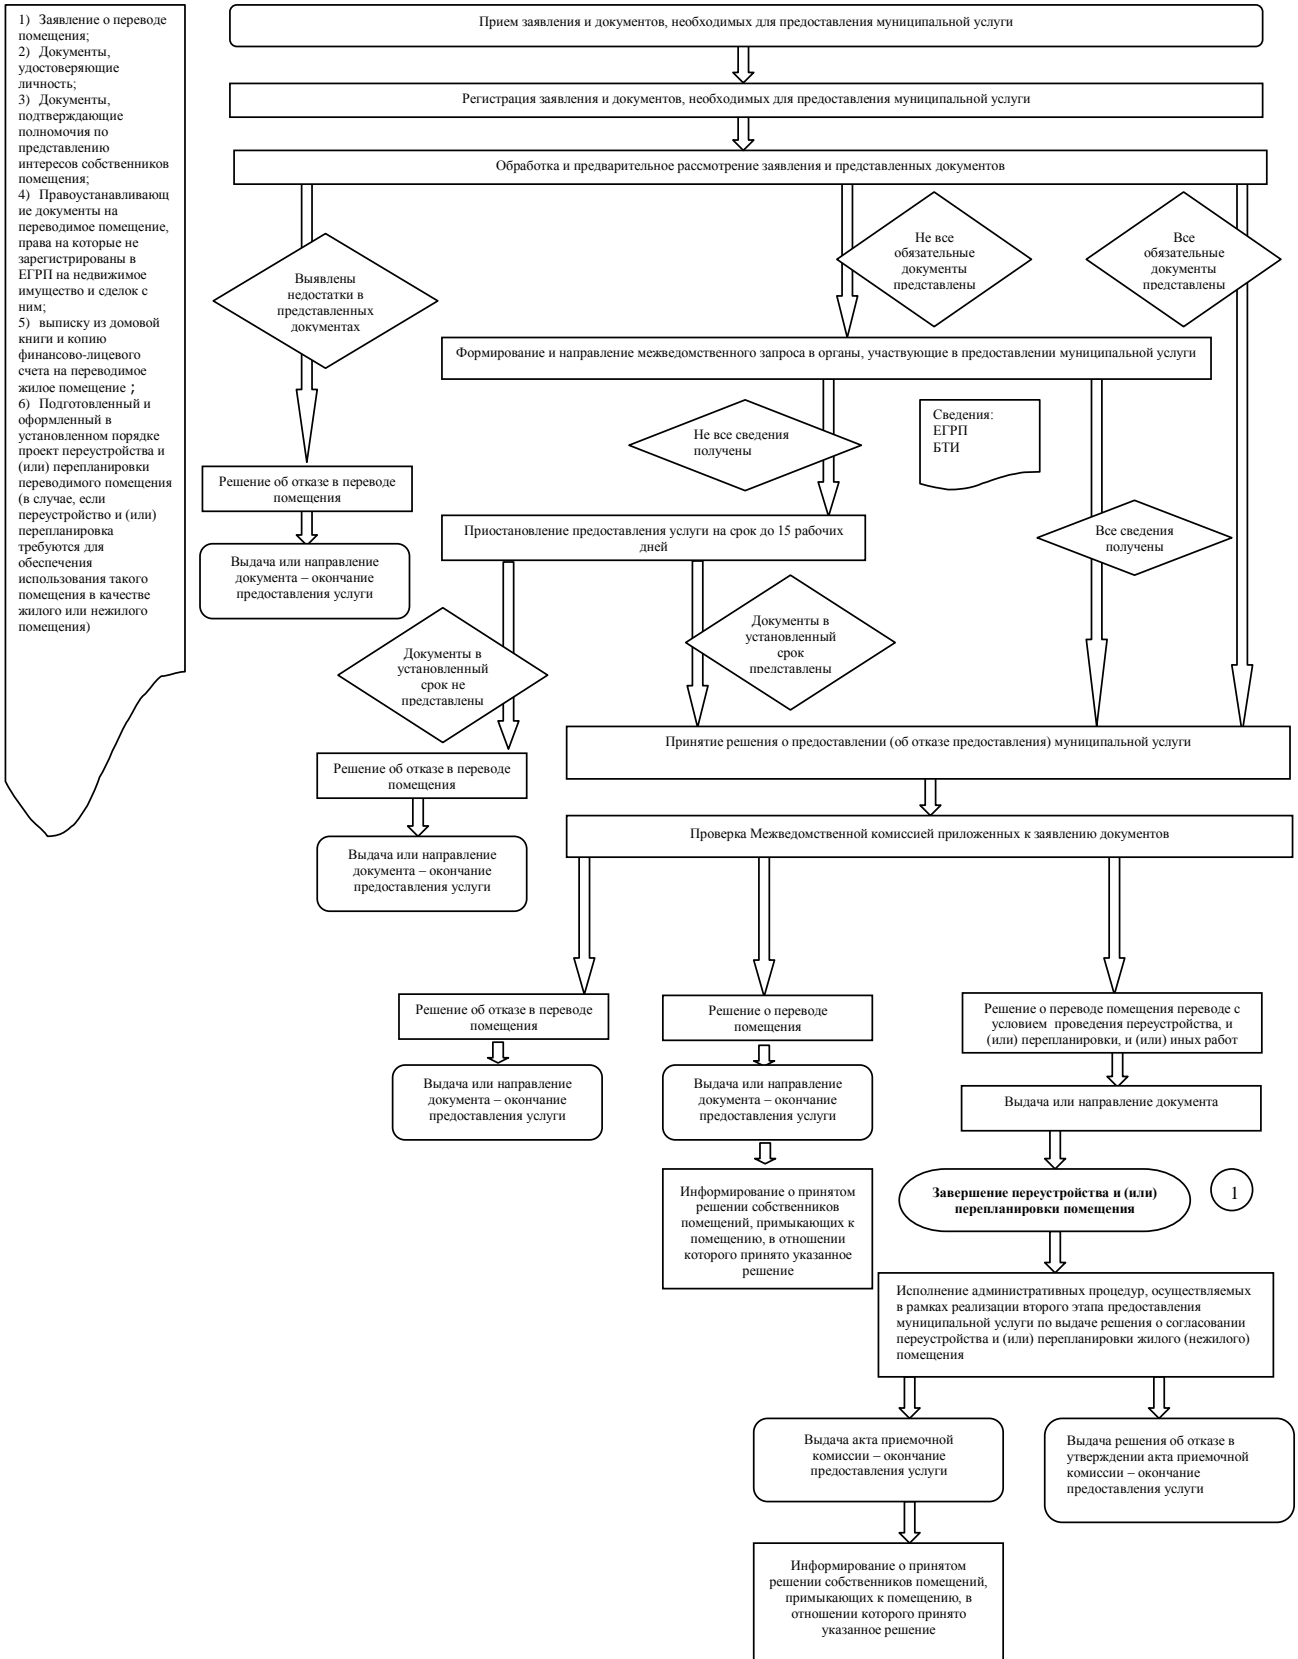 1) Заявление о переводе
помещения;
2) Документы,
удостоверяющие
личность;
3) Документы,
подтверждающие
полномочия по
представлению
интересов собственников
помещения;
4) Правоустанавливающ
ие документы на
переводимое помещение,
права на которые не
зарегистрированы в
ЕГРП на недвижимое
имущество и сделок с
ним;
5) выписку из домовой
книги и копию
финансово-лицевого
счета на переводимое
жилое помещение ;
6) Подготовленный и
оформленный в
установленном порядке
проект переустройства и
(или) перепланировки
переводимого помещения
(в случае, если
переустройство и (или)
перепланировка
требуются для
обеспечения
использования такого
помещения в качестве
жилого или нежилого
помещения)
Прием заявления и документов, необходимых для предоставления муниципальной услуги
Регистрация заявления и документов, необходимых для предоставления муниципальной услуги
Обработка и предварительное рассмотрение заявления и представленных документов
Выявлены
недостатки в
представленных
документах
Не все
обязательные
документы
представлены
Все
обязательные
документы
представлены
Формирование и направление межведомственного запроса в органы, участвующие в предоставлении муниципальной услуги
Не все сведения
получены
Сведения:
ЕГРП
БТИ
Решение об отказе в переводе
помещения
Выдача или направление
документа – окончание
предоставления услуги
Приостановление предоставления услуги на срок до 15 рабочих
дней
Все сведения
получены
Документы в
установленный
срок не
представлены
Документы в
установленный
срок
представлены
Принятие решения о предоставлении (об отказе предоставления) муниципальной услуги
Решение об отказе в переводе
помещения
Выдача или направление
документа – окончание
предоставления услуги
Проверка Межведомственной комиссией приложенных к заявлению документов
Решение об отказе в переводе
помещения
Выдача или направление
документа – окончание
предоставления услуги
Решение о переводе
помещения
Выдача или направление
документа – окончание
предоставления услуги
Информирование о принятом
решении собственников
помещений, примыкающих к
помещению, в отношении
которого принято указанное
решение
Решение о переводе помещения переводе с
условием проведения переустройства, и
(или) перепланировки, и (или) иных работ
Выдача или направление документа
Завершение переустройства и (или)
перепланировки помещения
1
Исполнение административных процедур, осуществляемых
в рамках реализации второго этапа предоставления
муниципальной услуги по выдаче решения о согласовании
переустройства и (или) перепланировки жилого (нежилого)
помещения
Выдача акта приемочной
комиссии – окончание
предоставления услуги
Выдача решения об отказе в
утверждении акта приемочной
комиссии – окончание
предоставления услуги
Информирование о принятом
решении собственников помещений,
примыкающих к помещению, в
отношении которого принято
указанное решение